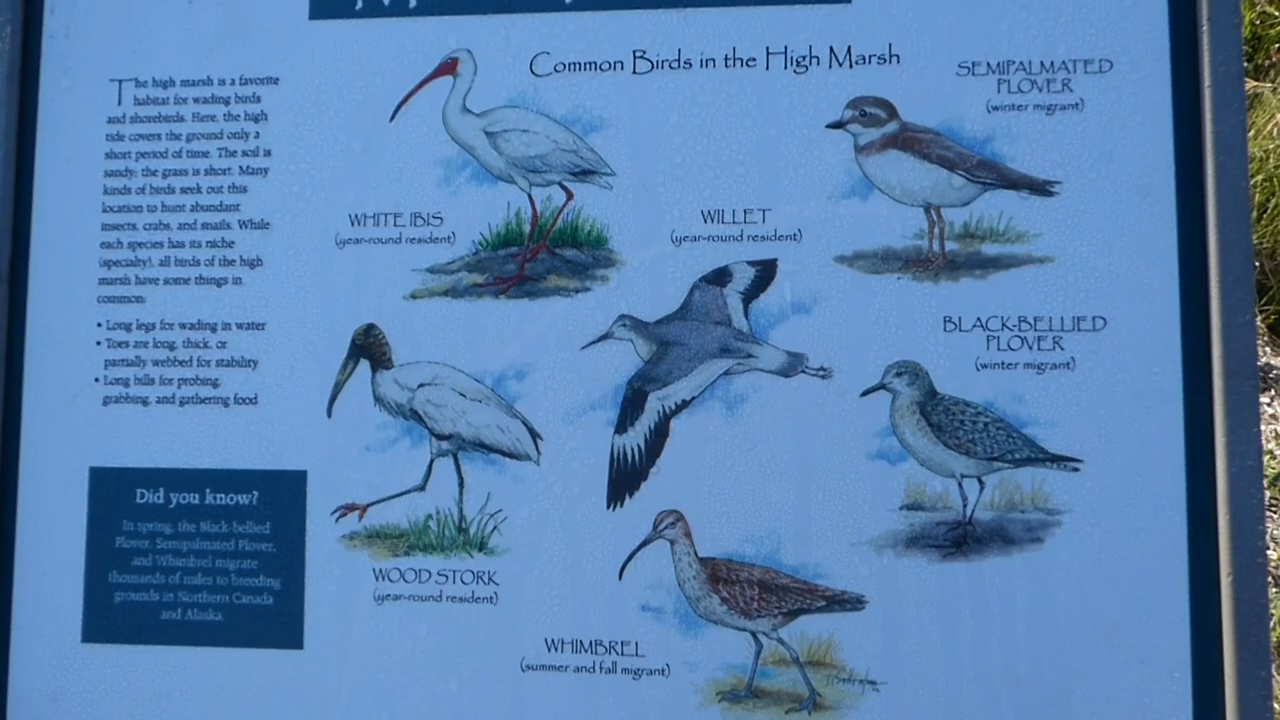 Common Birds in the High Marsh
The high marsh is a favorite
habitat for wading birds
and shorebirds. Here, the high
tide covers the ground only a
short period of time. The soil is
sandy; the grass is short. Many
kinds of birds seek out this
location to hunt abundant
insects, crabs, and snails. While
each species has its niche
(specialty), all birds of the high
marsh have some things in
common:
• Long legs for wading in water
• Toes are long, thick, or
partially webbed for stability
• Long bills for probing,
grabbing, and gathering food
Did you know?
In spring, the Black-bellied
Plover, Semipalmated Plover,
and Whimbrel migrate
thousands of miles to breeding
grounds in Northern Canada
and Alaska.
WHITE IBIS
(year-round resident)
WILLET
(year-round resident)
SEMIPALMATED
PLOVER
(winter migrant)
BLACK-BELLIED
PLOVER
(winter migrant)
WOOD STORK
(year-round resident)
WHIMBREL
(summer and fall migrant)